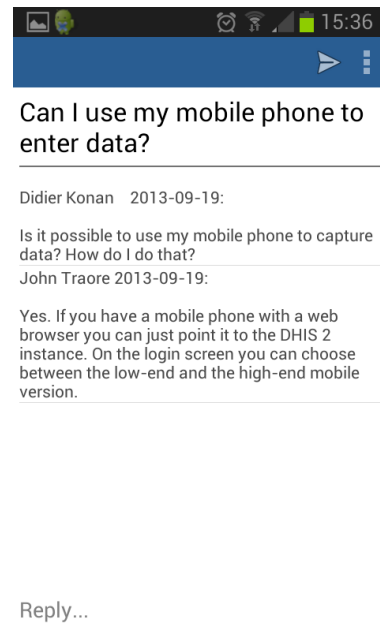 15:36
Can I use my mobile phone to
enter data?
Didier Konan 2013-09-19:
Is it possible to use my mobile phone to capture
data? How do I do that?
John Traore 2013-09-19:
Yes. If you have a mobile phone with a web
browser you can just point it to the DHIS 2
instance. On the login screen you can choose
between the low-end and the high-end mobile
version.
Reply...